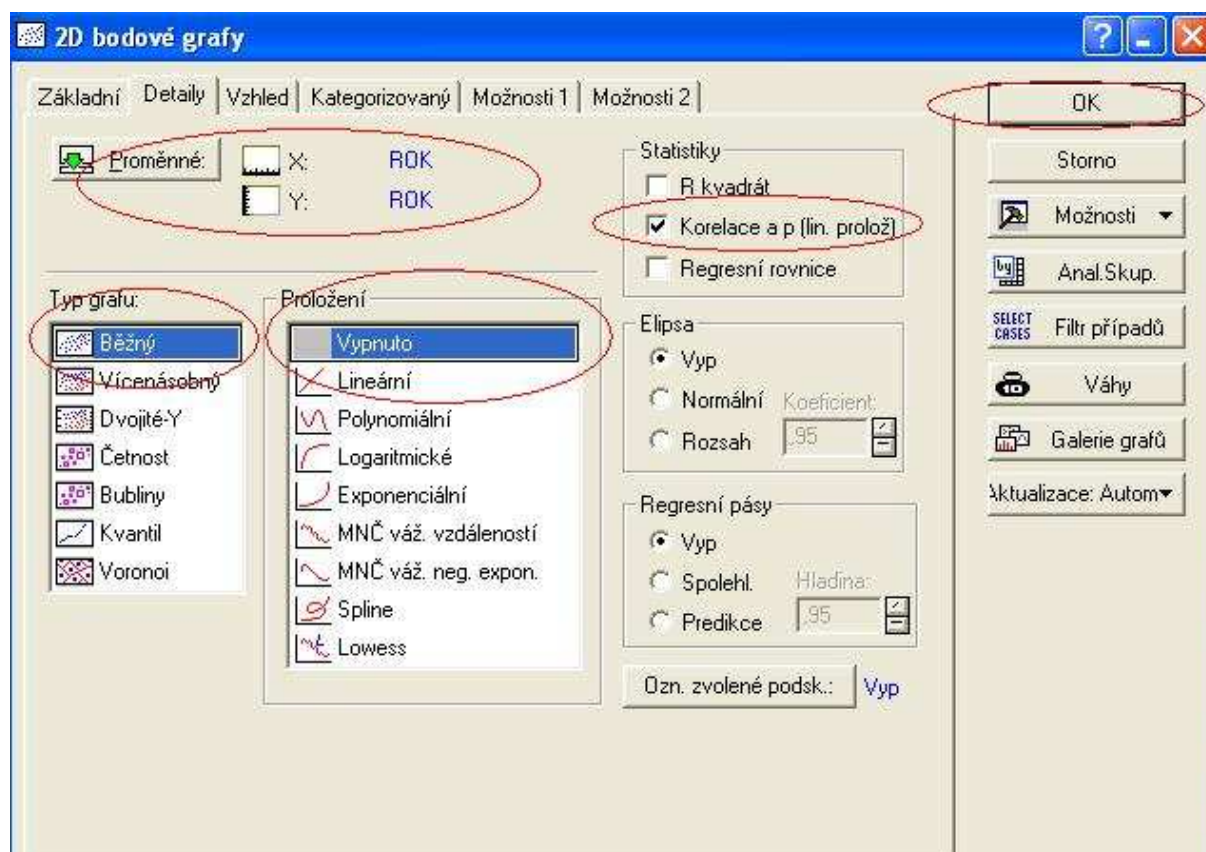 2D bodové grafy
Základní Detaily Vzhled Kategorizovaný Možnosti 1 Možnosti 2
Proměnné:
X: ROK
Y: ROK
Typ grafu:
Běžný
Vícenásobný
Dvojité-Y
Četnost
Bubliny
Kvantil
Voronoi
Proložení
Vypnuto
Lineární
Polynomiální
Logaritmické
Exponenciální
MNČ váž. vzdáleností
MNČ váž. neg. expon.
Spline
Lowess
Statistiky
R kvadrát
Korelace a p (lin. prolož)
Regresní rovnice
Elipsa
Vyp
Normální Koeficient:
Rozsah .95
Regresní pásy
Vyp
Spolehl. Hladina:
Predikce .95
Ozn. zvolené podsk.: Vyp
OK
Storno
Možnosti
by Anal.Skup.
SELECT CASES Filtr případů
Váhy
Galerie grafů
Aktualizace: Autom